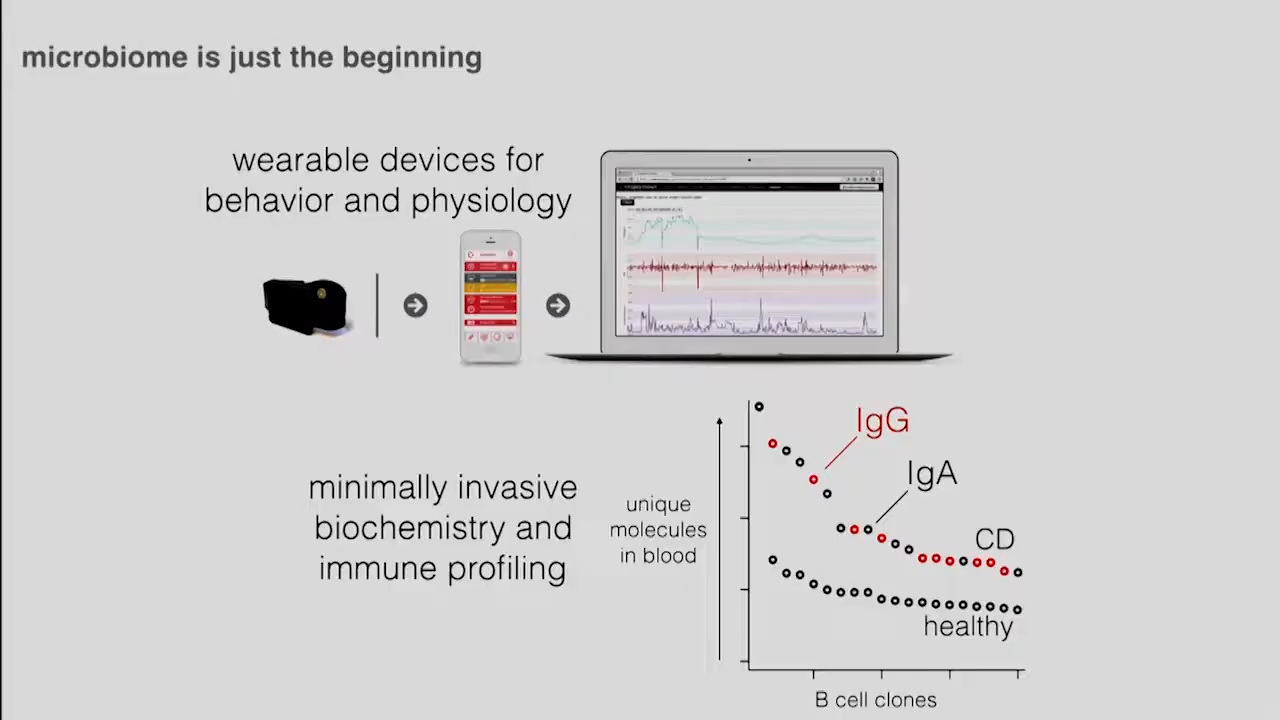 microbiome is just the beginning
wearable devices for
behavior and physiology
minimally invasive
biochemistry and
immune profiling
unique
molecules
in blood
IgG
IgA
CD
healthy
B cell clones